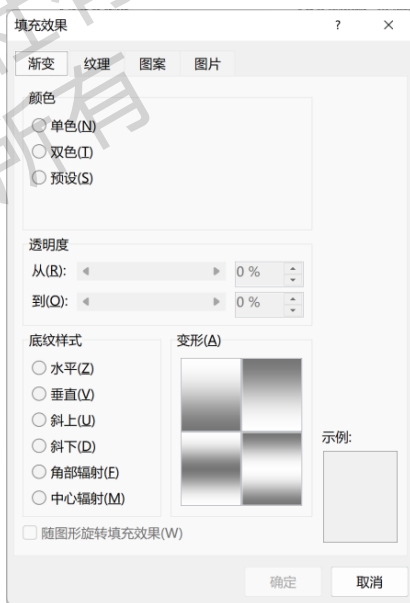 填充效果 ? ×
渐变 纹理 图案 图片
颜色
单色(N)
双色(T)
预设(S)
透明度
从(R): 0 %
到(O): 0 %
底纹样式 变形(A)
水平(Z)
垂直(V)
斜上(U)
斜下(D)
角部辐射(F)
中心辐射(M)
示例:
随图形旋转填充效果(W)
确定 取消
所有